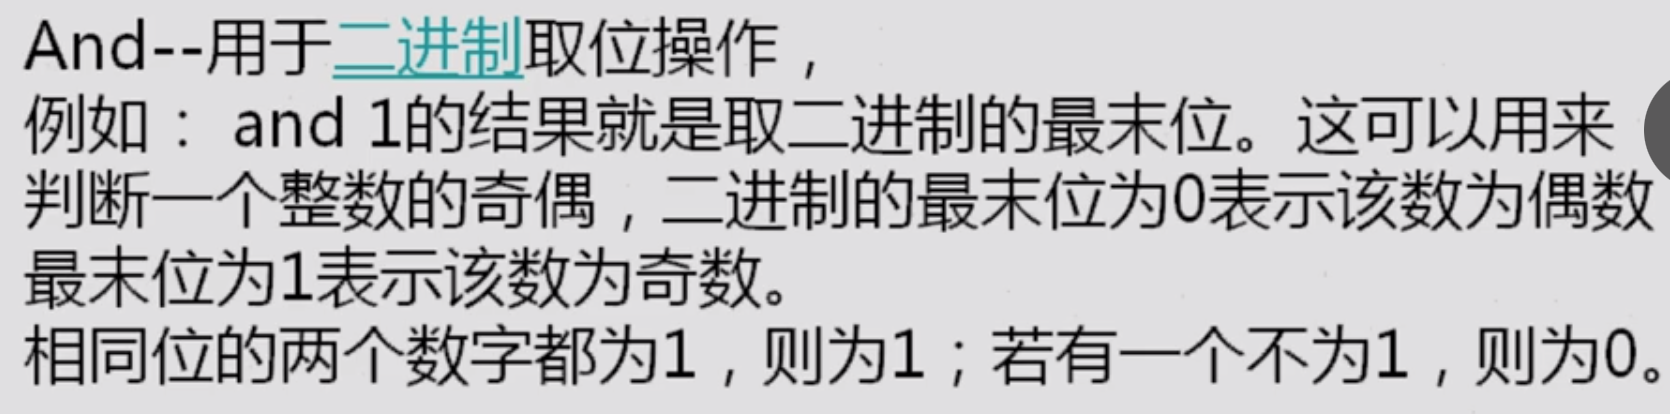 And--用于二进制取位操作，
例如： and 1的结果就是取二进制的最末位。这可以用来
判断一个整数的奇偶，二进制的最末位为0表示该数为偶数
最末位为1表示该数为奇数。
相同位的两个数字都为1，则为1；若有一个不为1，则为0。